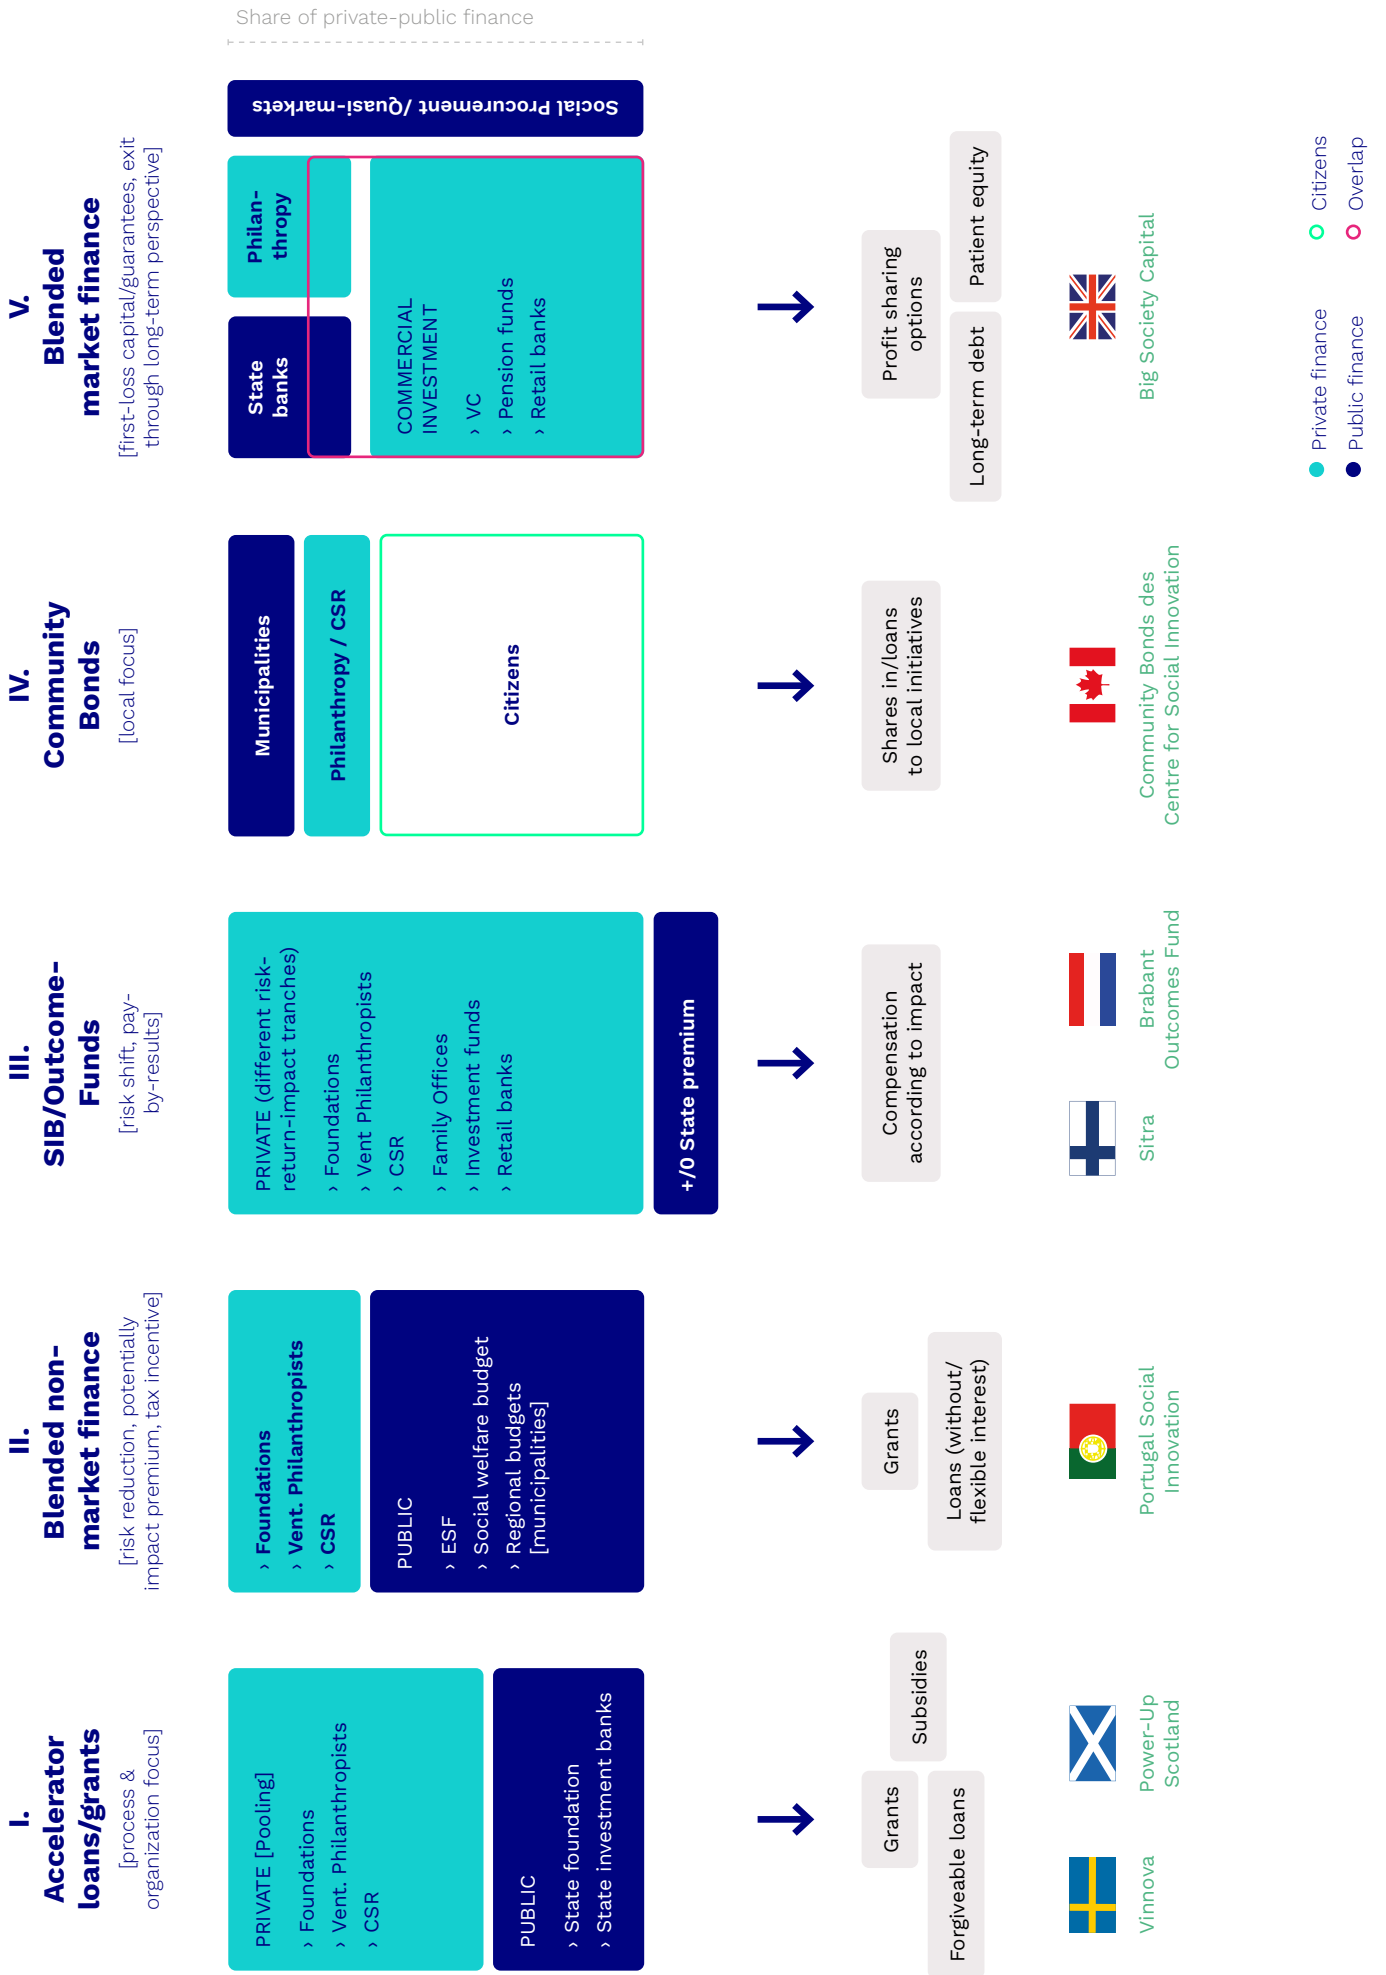 Share of private-public finance
I.
Accelerator
loans/grants
[process &
organization focus]
PRIVATE [Pooling]
› Foundations
› Vent. Philanthropists
› CSR
PUBLIC
› State foundation
› State investment banks
Grants
Subsidies
Forgiveable loans
Vinnova
Power-Up
Scotland
II.
Blended non-
market finance
[risk reduction, potentially
impact premium, tax incentive]
› Foundations
› Vent. Philanthropists
› CSR
PUBLIC
› ESF
› Social welfare budget
› Regional budgets
[municipalities]
Grants
Loans (without/
flexible interest)
Portugal Social
Innovation
III.
SIB/Outcome-
Funds
[risk shift, pay-
by-results]
PRIVATE (different risk-
return-impact tranches)
› Foundations
› Vent Philanthropists
› CSR
› Family Offices
› Investment funds
› Retail banks
+/0 State premium
Compensation
according to impact
Sitra
Brabant
Outcomes Fund
IV.
Community
Bonds
[local focus]
Municipalities
Philanthropy / CSR
Citizens
Shares in/loans
to local initiatives
Community Bonds des
Centre for Social Innovation
V.
Blended
market finance
[first-loss capital/guarantees, exit
through long-term perspective]
State
banks
Philan-
thropy
COMMERCIAL
INVESTMENT
› VC
› Pension funds
› Retail banks
Social Procurement /Quasi-markets
Profit sharing
options
Long-term debt
Patient equity
Big Society Capital
Private finance
Citizens
Public finance
Overlap